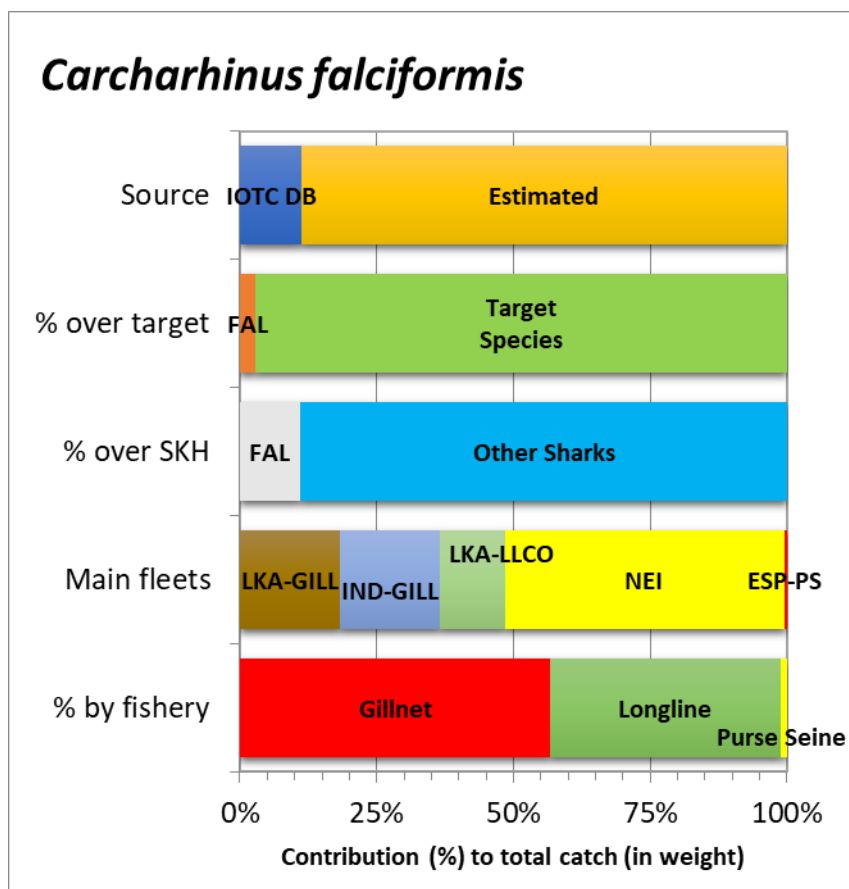 Carcharhinus falciformis
Source
IOTC DB
Estimated
% over target
FAL
Target
Species
% over SKH
FAL
Other Sharks
Main fleets
LKA-GILL
IND-GILL
LKA-LLCO
NEI
ESP-PS
% by fishery
Gillnet
Longline
Purse Seine
0% 25% 50% 75% 100%
Contribution (%) to total catch (in weight)